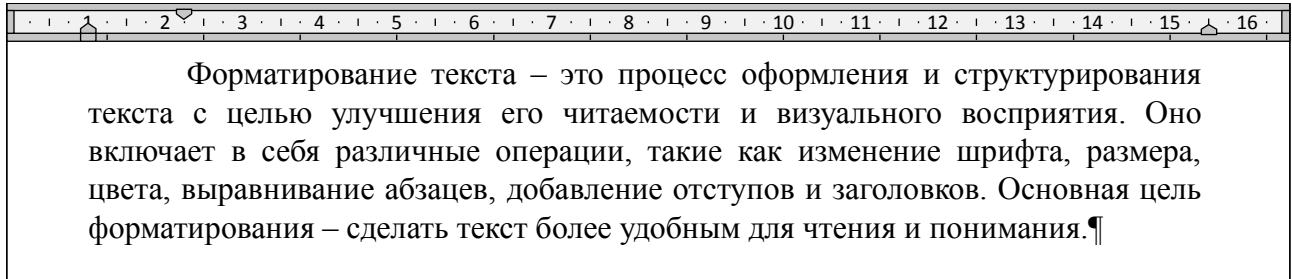 1 2 3 4 5 6 7 8 9 10 11 12 13 14 15 16
Форматирование текста – это процесс оформления и структурирования
текста с целью улучшения его читаемости и визуального восприятия. Оно
включает в себя различные операции, такие как изменение шрифта, размера,
цвета, выравнивание абзацев, добавление отступов и заголовков. Основная цель
форматирования – сделать текст более удобным для чтения и понимания.¶